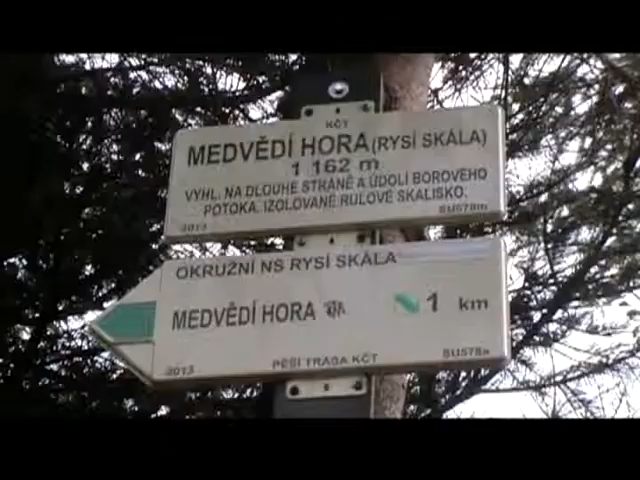 KČT
MEDVĚDÍ HORA (RYSÍ SKÁLA)
1 162 m
VYHL. NA DLOUHÉ STRÁNĚ A ÚDOLÍ BOROVÉHO
POTOKA. IZOLOVANÉ RULOVÉ SKALISKO.
2013 SU578m
OKRUŽNÍ NS RYSÍ SKÁLA
MEDVĚDÍ HORA 1 km
2013 PĚŠÍ TRASA KČT SU578a